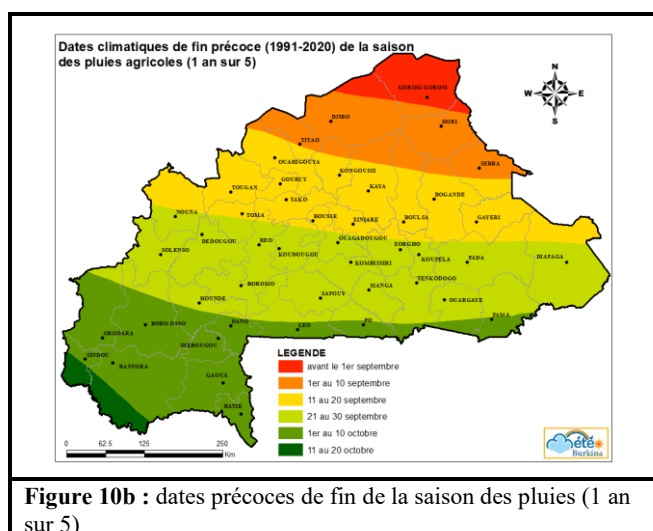 Dates climatiques de fin précoce (1991-2020) de la saison
des pluies agricoles (1 an sur 5)
N
W E
S
GOROM-GOROM
DJIBO
DORI
TITAO
SEBBA
OUAHIGOUYA
KONGOUSSI
GOURCY
KAYA
TOUGAN
YAKO
BOGANDE
NOUNA
TOMA
BOUSSE
ZINIARE
BOULSA
GAYERI
DEDOUGOU
REO
OUAGADOUGOU
ZORGHO
SOLENSO
KOUDOUGOU
KOMBISSIRI
KOUPELA
FADA
DIAPAGA
BOROMO
MANGA
TENKODOGO
HOUNDE
SAPOUY
OUARGAYE
BOBO-DSSO
DANO
LEO
PO
PAMA
ORODARA
DIEBOUGOU
SINDOU
BANFORA
GAOUA
BATIE
LEGENDE
avant le 1er septembre
1er au 10 septembre
11 au 20 septembre
21 au 30 septembre
1er au 10 octobre
11 au 20 octobre
0 62.5 125 250
Km
été
Burkina
Figure 10b : dates précoces de fin de la saison des pluies (1 an
sur 5)